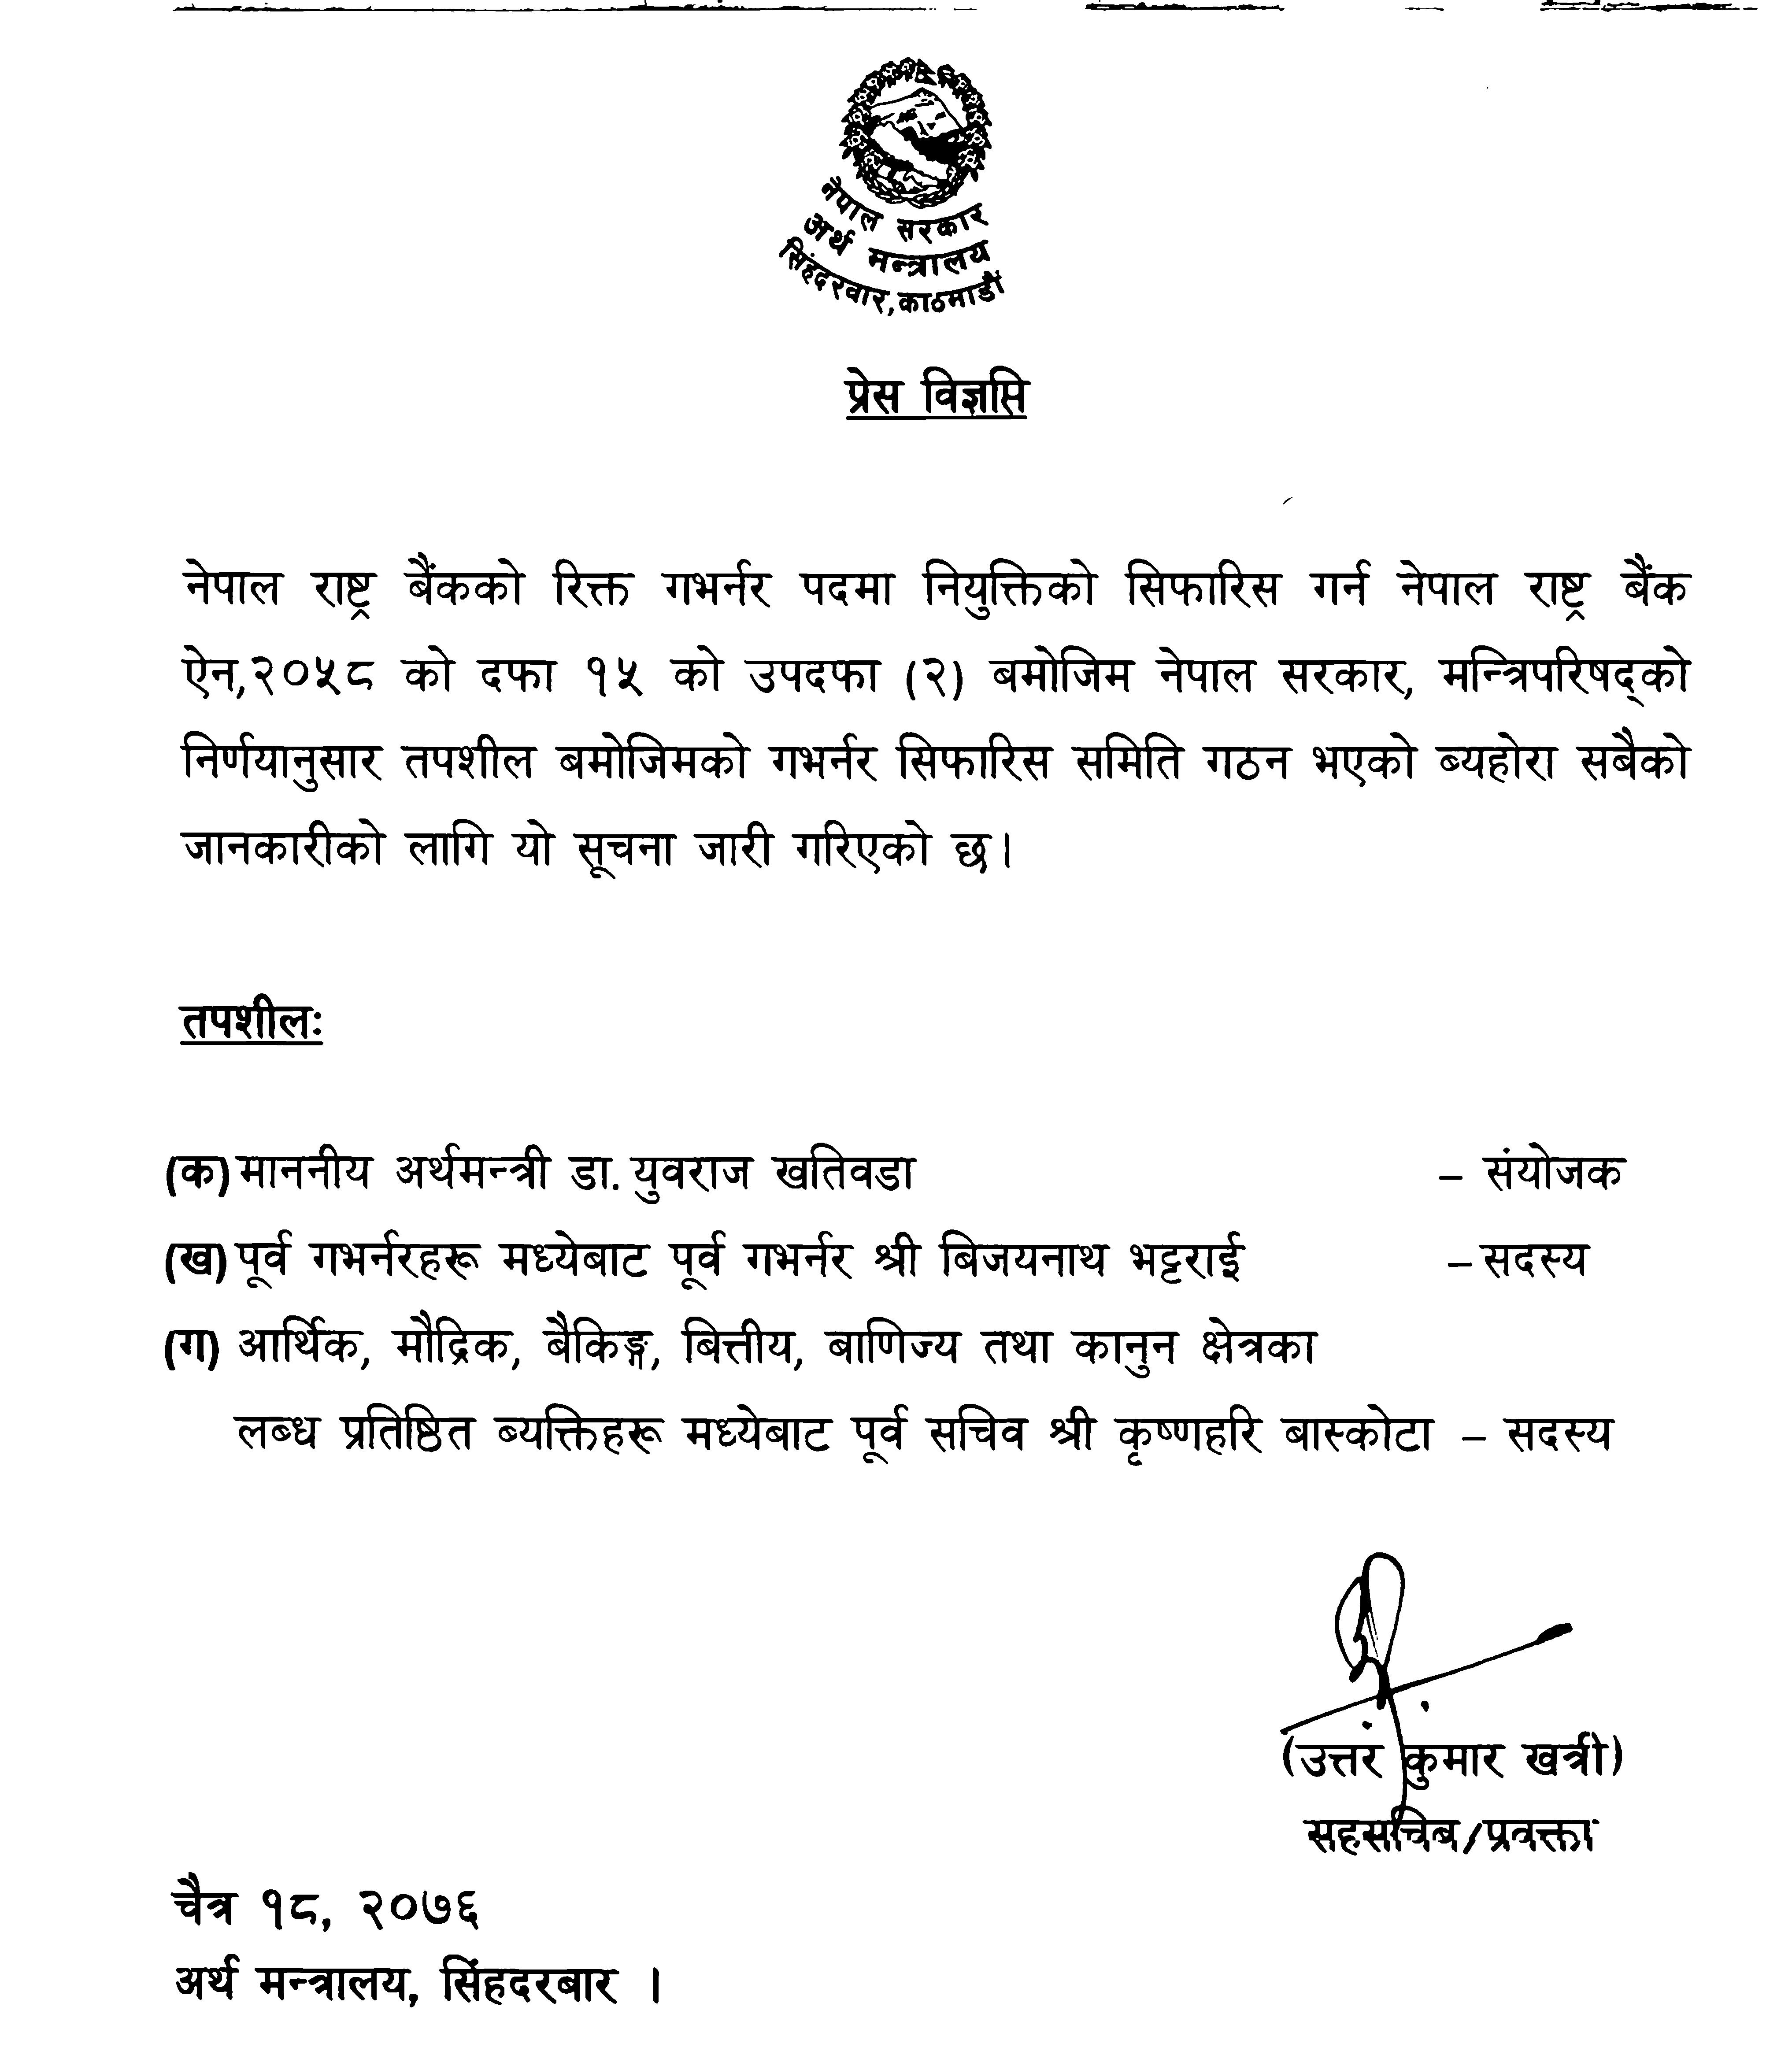 नेपाल सरकार
अर्थ मन्त्रालय
सिंहदरवार,काठमाडौं
प्रेस विज्ञप्ति
नेपाल राष्ट्र बैंकको रिक्त गभर्नर पदमा नियुक्तिको सिफारिस गर्न नेपाल राष्ट्र बैंक
ऐन,२०५८ को दफा १५ को उपदफा (२) बमोजिम नेपाल सरकार, मन्त्रिपरिषद्को
निर्णयानुसार तपशील बमोजिमको गभर्नर सिफारिस समिति गठन भएको ब्यहोरा सबैको
जानकारीको लागि यो सूचना जारी गरिएको छ।
तपशीलः
(क) माननीय अर्थमन्त्री डा. युवराज खतिवडा – संयोजक
(ख) पूर्व गभर्नरहरू मध्येबाट पूर्व गभर्नर श्री बिजयनाथ भट्टराई – सदस्य
(ग) आर्थिक, मौद्रिक, बैकिङ्ग, बित्तीय, बाणिज्य तथा कानुन क्षेत्रका
लब्ध प्रतिष्ठित ब्यक्तिहरू मध्येबाट पूर्व सचिव श्री कृष्णहरि बास्कोटा – सदस्य
(उत्तर कुमार खत्री)
सहसचिब/प्रवक्ता
चैत्र १८, २०७६
अर्थ मन्त्रालय, सिंहदरबार ।